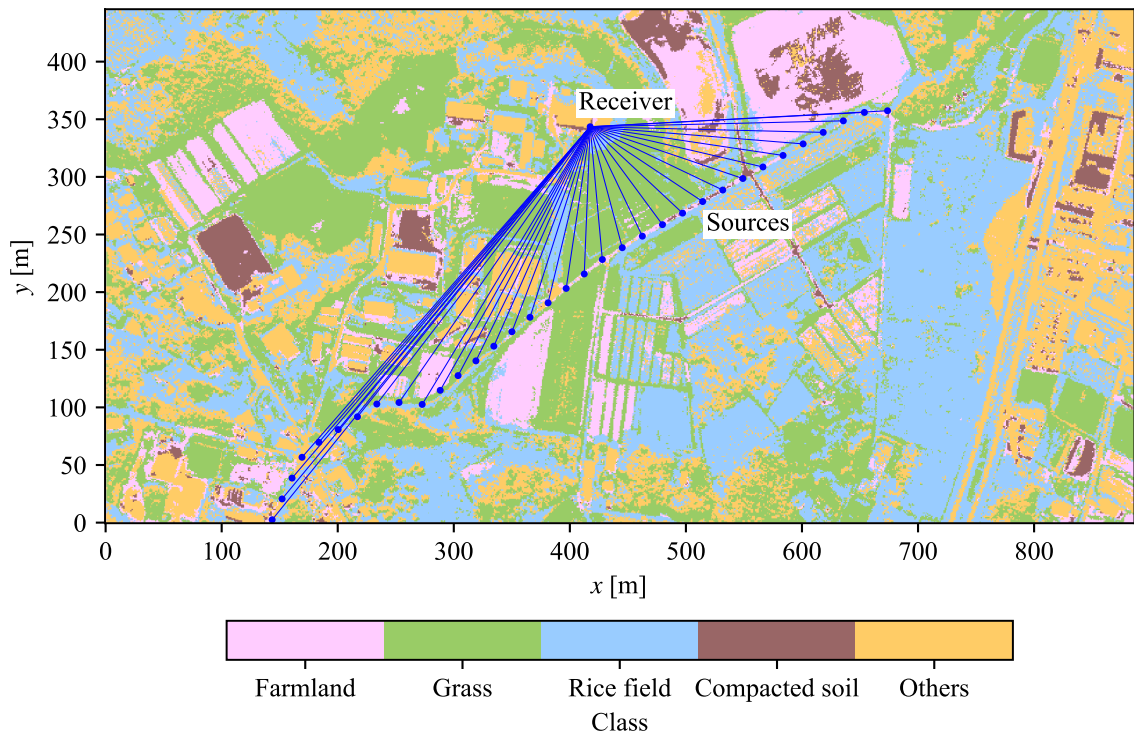 400
350
300
250
200
150
100
50
0
y [m]
Receiver
Sources
0 100 200 300 400 500 600 700 800
x [m]
Farmland Grass Rice field Compacted soil Others
Class